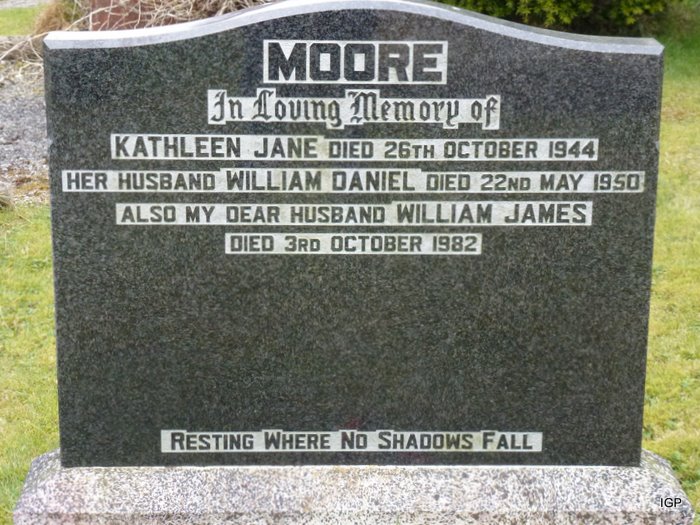 MOORE
In Loving Memory of
KATHLEEN JANE DIED 26TH OCTOBER 1944
HER HUSBAND WILLIAM DANIEL DIED 22ND MAY 1950
ALSO MY DEAR HUSBAND WILLIAM JAMES
DIED 3RD OCTOBER 1982
RESTING WHERE NO SHADOWS FALL
IGP